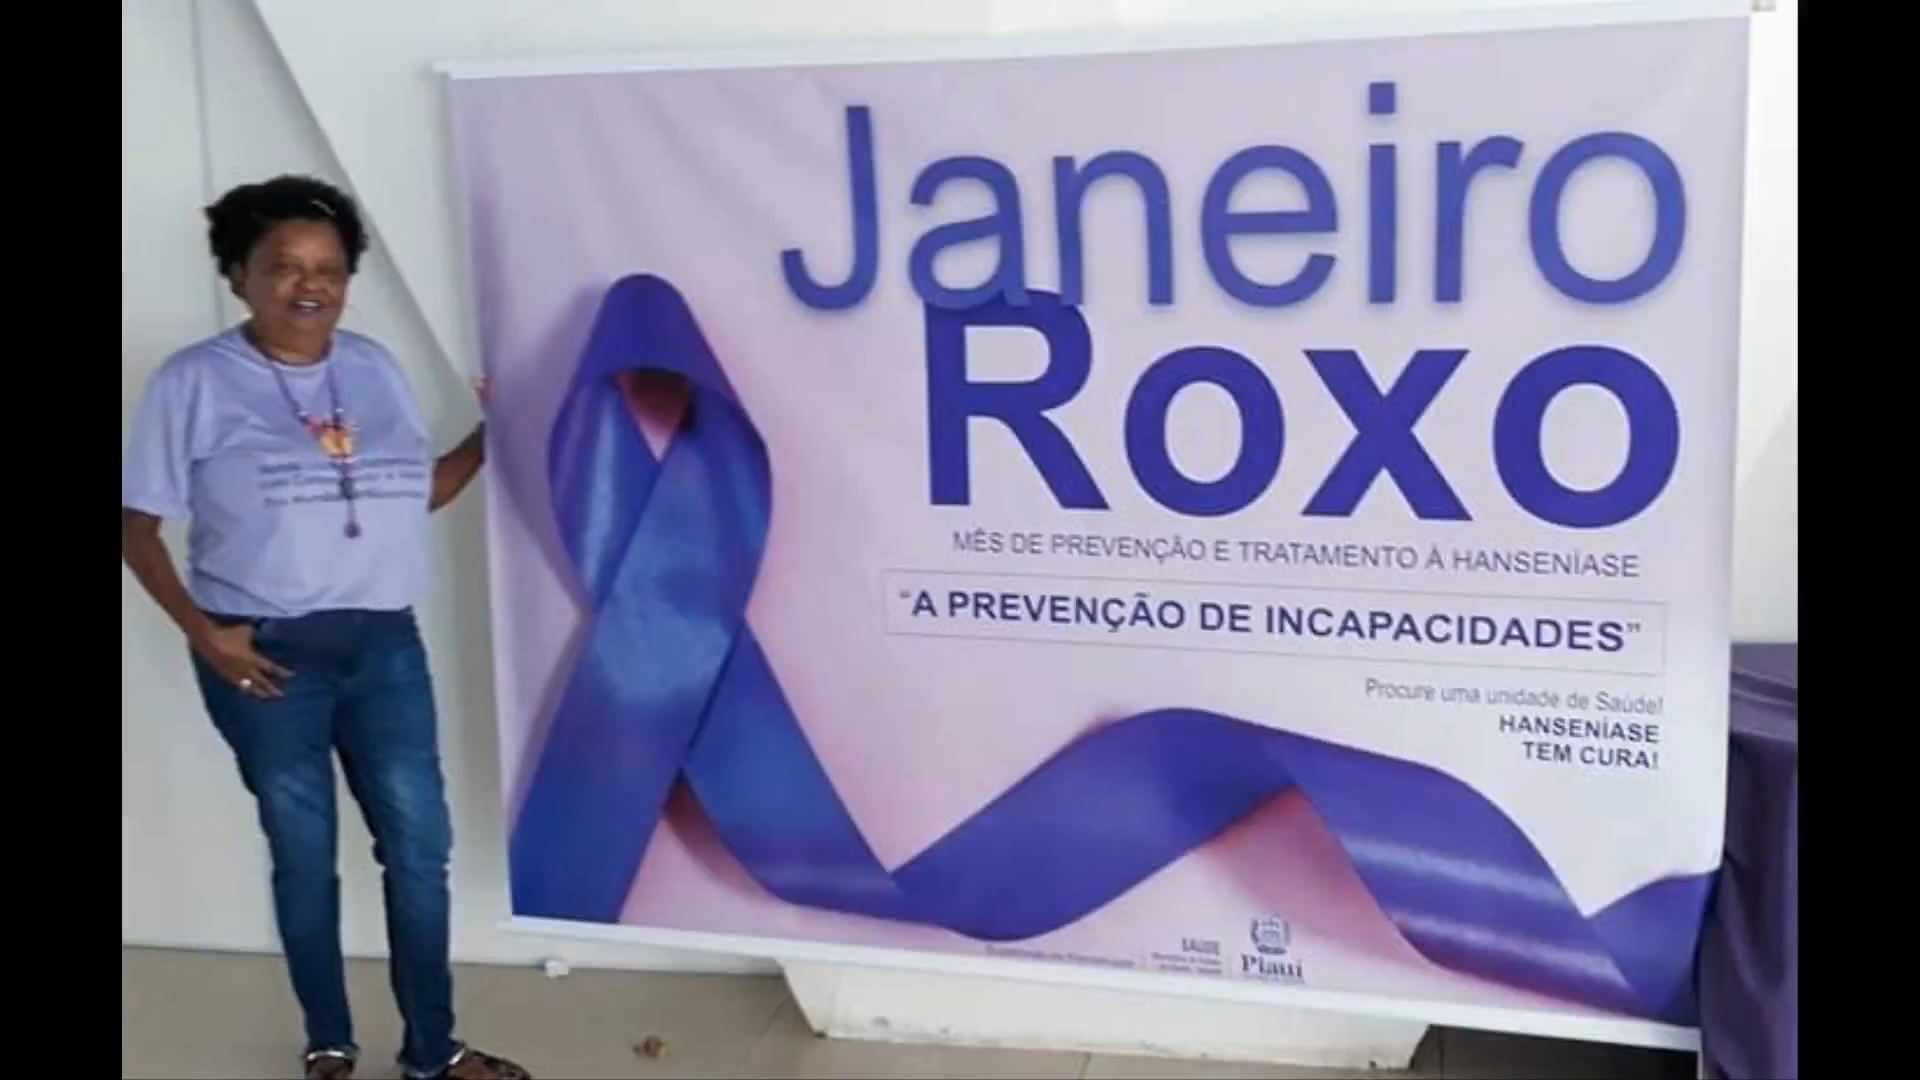 Janeiro
Roxo
MÊS DE PREVENÇÃO E TRATAMENTO À HANSENÍASE
“A PREVENÇÃO DE INCAPACIDADES”
Procure uma unidade de Saúde!
HANSENÍASE
TEM CURA!
SAÚDE
Piauí